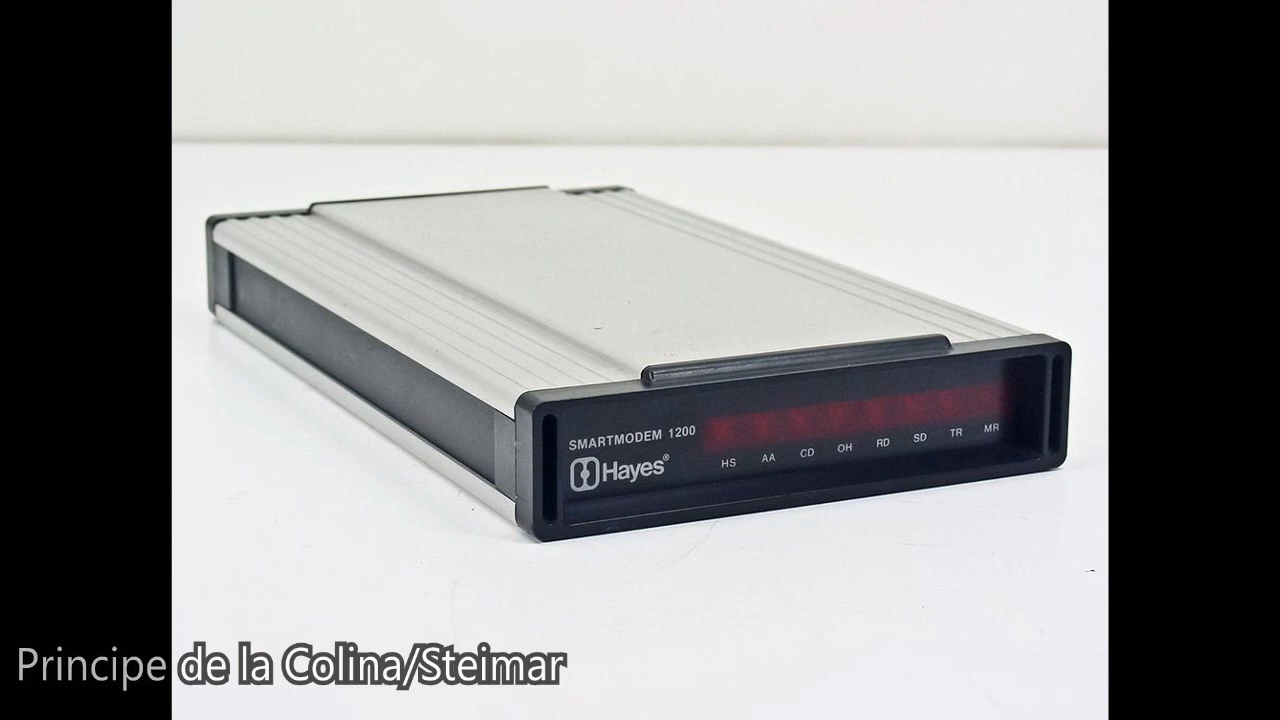 SMARTMODEM 1200
Hayes®
HS AA CD OH RD SD TR MR
Principe de la Colina/Steimar